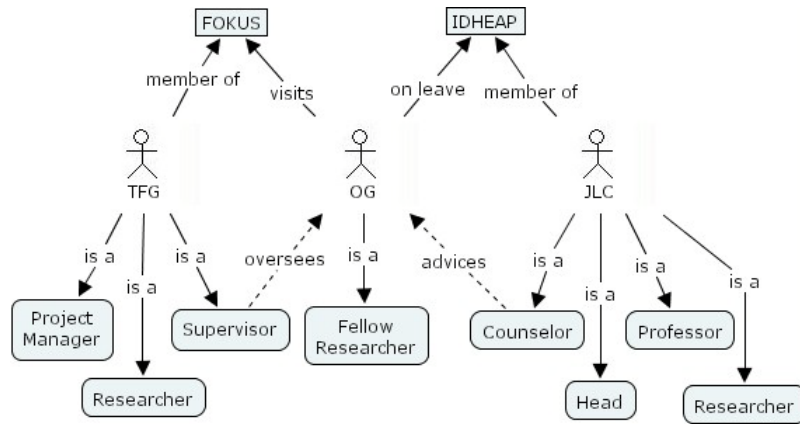 FOKUS
IDHEAP
member of
visits
on leave
member of
TFG
OG
JLC
is a
is a
is a
oversees
is a
advices
is a
is a
is a
is a
Project
Manager
Supervisor
Fellow
Researcher
Counselor
Professor
Researcher
Head
Researcher